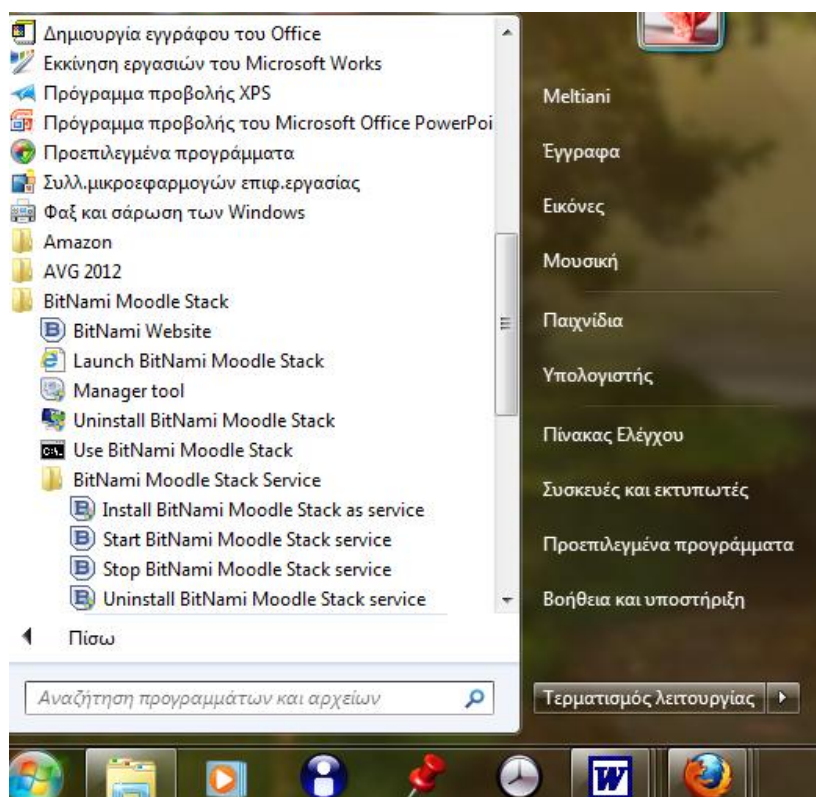 Δημιουργία εγγράφου του Office
Εκκίνηση εργασιών του Microsoft Works
Πρόγραμμα προβολής XPS
Πρόγραμμα προβολής του Microsoft Office PowerPoi
Προεπιλεγμένα προγράμματα
Συλλ.μικροεφαρμογών επιφ.εργασίας
Φαξ και σάρωση των Windows
Amazon
AVG 2012
BitNami Moodle Stack
BitNami Website
Launch BitNami Moodle Stack
Manager tool
Uninstall BitNami Moodle Stack
Use BitNami Moodle Stack
BitNami Moodle Stack Service
Install BitNami Moodle Stack as service
Start BitNami Moodle Stack service
Stop BitNami Moodle Stack service
Uninstall BitNami Moodle Stack service
Πίσω
Αναζήτηση προγραμμάτων και αρχείων
Meltiani
Έγγραφα
Εικόνες
Μουσική
Παιχνίδια
Υπολογιστής
Πίνακας Ελέγχου
Συσκευές και εκτυπωτές
Προεπιλεγμένα προγράμματα
Βοήθεια και υποστήριξη
Τερματισμός λειτουργίας
W